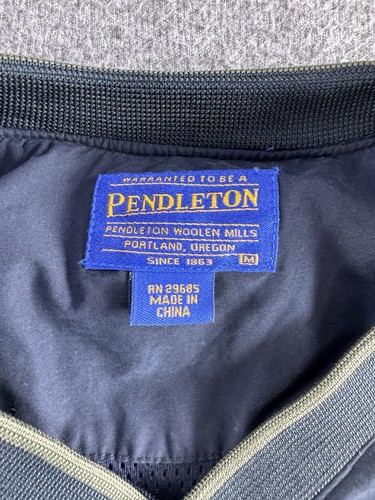 WARRANTED TO BE A
PENDLETON
PENDLETON WOOLEN MILLS
PORTLAND, OREGON
SINCE 1863 M
RN 29685
MADE IN
CHINA